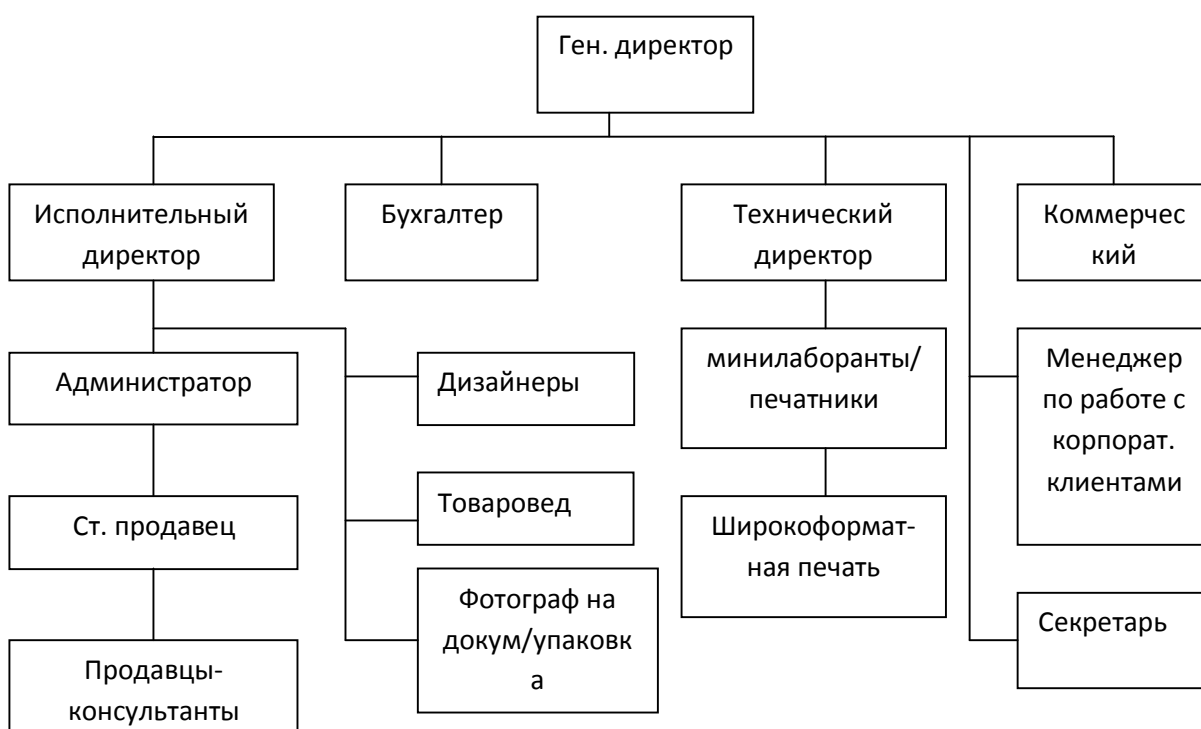 Ген. директор
Исполнительный
директор
Бухгалтер
Технический
директор
Коммерчес
кий
Администратор
Дизайнеры
минилаборанты/
печатники
Менеджер
по работе с
корпорат.
клиентами
Ст. продавец
Товаровед
Широкоформат-
ная печать
Продавцы-
консультанты
Фотограф на
докум/упаковк
а
Секретарь